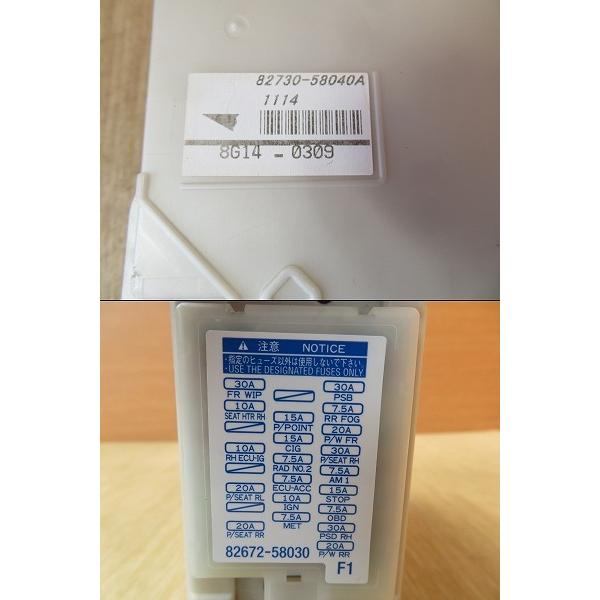 82730-58040A
1114
8G14-0309
注意 NOTICE
・指定のヒューズ以外は使用しないで下さい。
・USE THE DESIGNATED FUSES ONLY
30A
FR WIP
10A
SEAT HTR RH
10A
RH ECU-IG
20A
P/SEAT RL
20A
P/SEAT RR
15A
P/POINT
15A
CIG
7.5A
RAD NO.2
7.5A
ECU-ACC
10A
IGN
7.5A
MET
30A
PSB
7.5A
RR FOG
20A
P/W FR
30A
P/SEAT RH
7.5A
AM1
15A
STOP
7.5A
OBD
30A
PSD RH
20A
P/W RR
82672-58030
F1